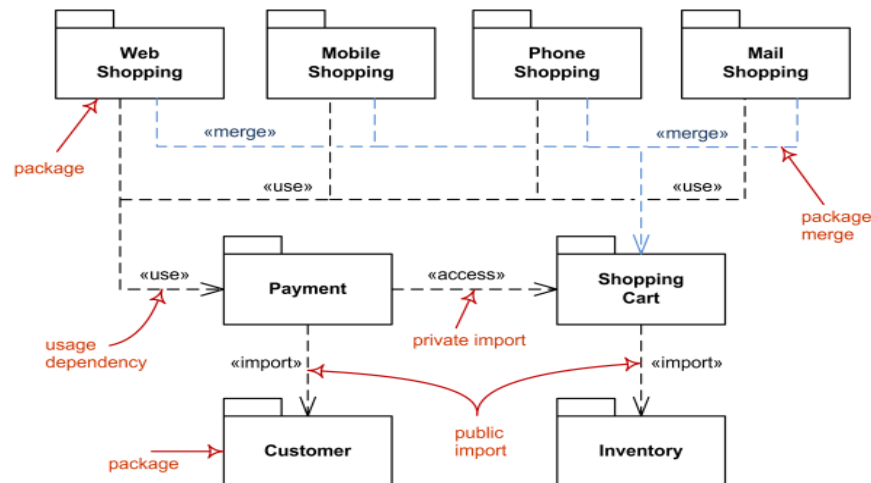 Web
Shopping
Mobile
Shopping
Phone
Shopping
Mail
Shopping
«merge»
«merge»
package
«use»
«use»
package
merge
«use»
Payment
«access»
Shopping
Cart
usage
dependency
private import
«import»
«import»
public
import
package
Customer
Inventory